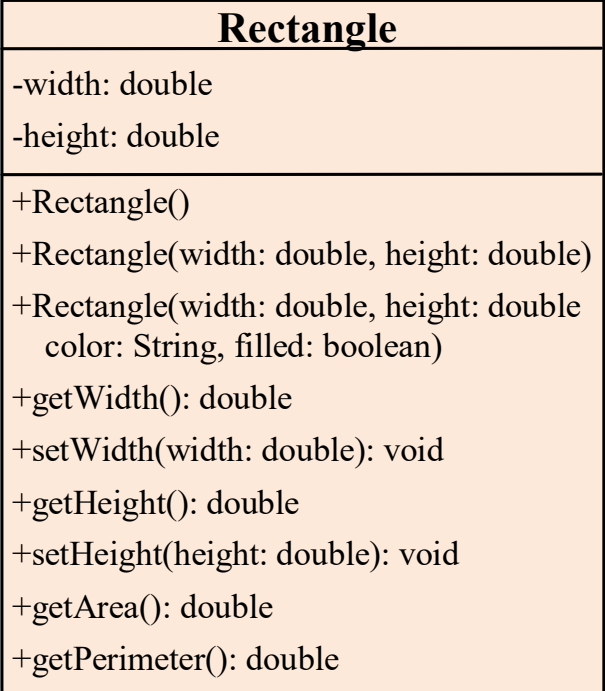 Rectangle
-width: double
-height: double
+Rectangle()
+Rectangle(width: double, height: double)
+Rectangle(width: double, height: double
color: String, filled: boolean)
+getWidth(): double
+setWidth(width: double): void
+getHeight(): double
+setHeight(height: double): void
+getArea(): double
+getPerimeter(): double